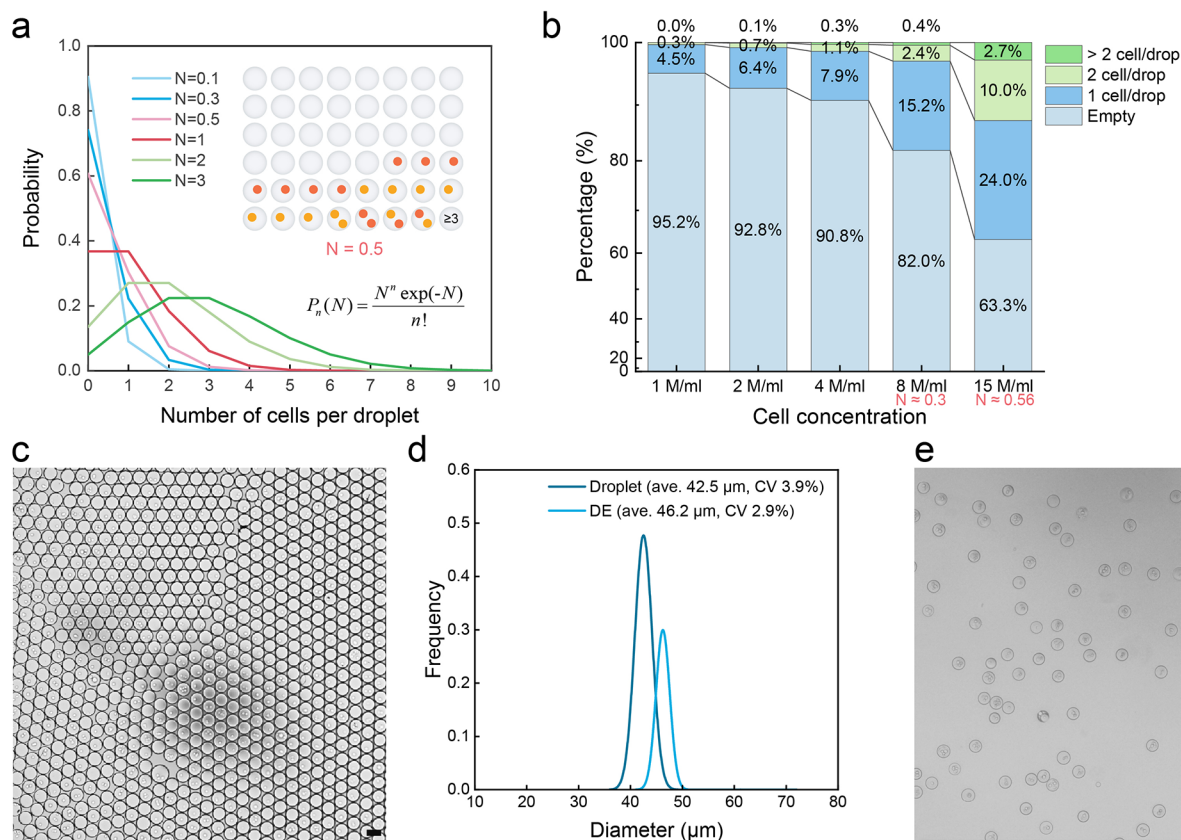 a
1.0
0.8
0.6
0.4
0.2
0.0
Probability
N=0.1
N=0.3
N=0.5
N=1
N=2
N=3
≥3
N = 0.5
Pₙ(N) = Nⁿ exp(-N) / n!
0 1 2 3 4 5 6 7 8 9 10
Number of cells per droplet
b
0.0% 0.1% 0.3% 0.4%
100
80
60
40
20
0
Percentage (%)
0.3% 0.7% 1.1% 2.4% 2.7%
4.5% 6.4% 7.9% 15.2% 10.0%
24.0%
95.2% 92.8% 90.8% 82.0% 63.3%
> 2 cell/drop
2 cell/drop
1 cell/drop
Empty
1 M/ml 2 M/ml 4 M/ml 8 M/ml 15 M/ml
N ≈ 0.3 N ≈ 0.56
Cell concentration
c
d
0.6
0.5
0.4
0.3
0.2
0.1
0.0
Frequency
Droplet (ave. 42.5 µm, CV 3.9%)
DE (ave. 46.2 µm, CV 2.9%)
10 20 30 40 50 60 70 80
Diameter (µm)
e